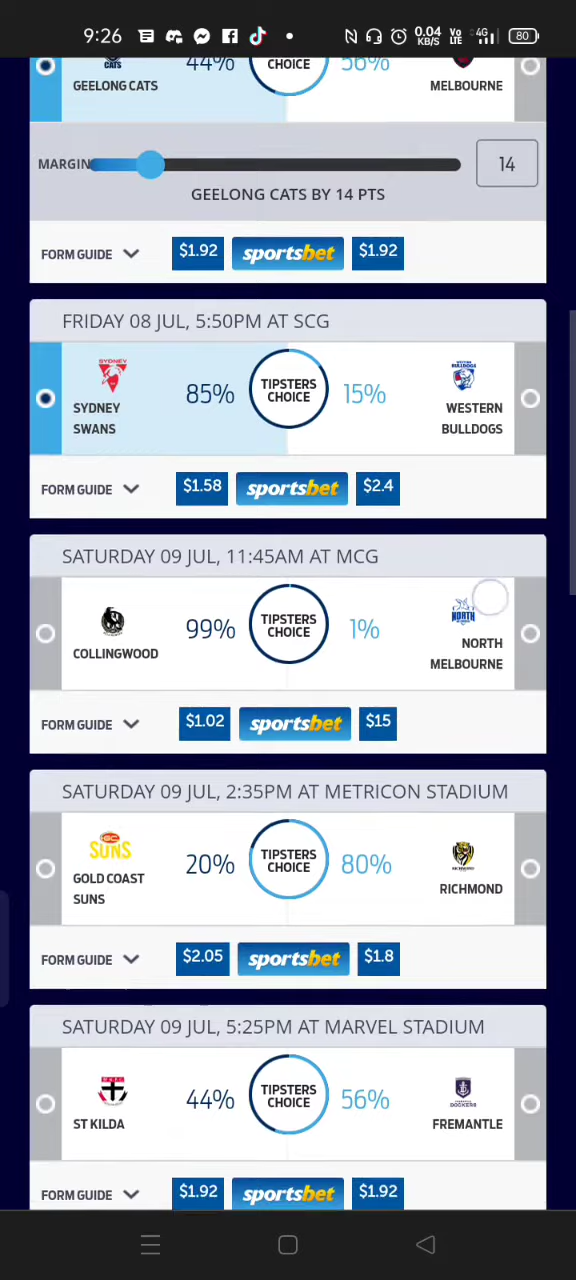 9:26 0.04 KB/S Vo LTE 4G 80
CATS 44% CHOICE 56%
GEELONG CATS MELBOURNE
MARGIN 14
GEELONG CATS BY 14 PTS
FORM GUIDE $1.92 sportsbet $1.92
FRIDAY 08 JUL, 5:50PM AT SCG
SYDNEY
85% TIPSTERS CHOICE 15%
SYDNEY SWANS WESTERN BULLDOGS
FORM GUIDE $1.58 sportsbet $2.4
SATURDAY 09 JUL, 11:45AM AT MCG
99% TIPSTERS CHOICE 1% NORTH
COLLINGWOOD NORTH MELBOURNE
FORM GUIDE $1.02 sportsbet $15
SATURDAY 09 JUL, 2:35PM AT METRICON STADIUM
SUNS 20% TIPSTERS CHOICE 80%
GOLD COAST SUNS RICHMOND
FORM GUIDE $2.05 sportsbet $1.8
SATURDAY 09 JUL, 5:25PM AT MARVEL STADIUM
44% TIPSTERS CHOICE 56% DOCKERS
ST KILDA FREMANTLE
FORM GUIDE $1.92 sportsbet $1.92